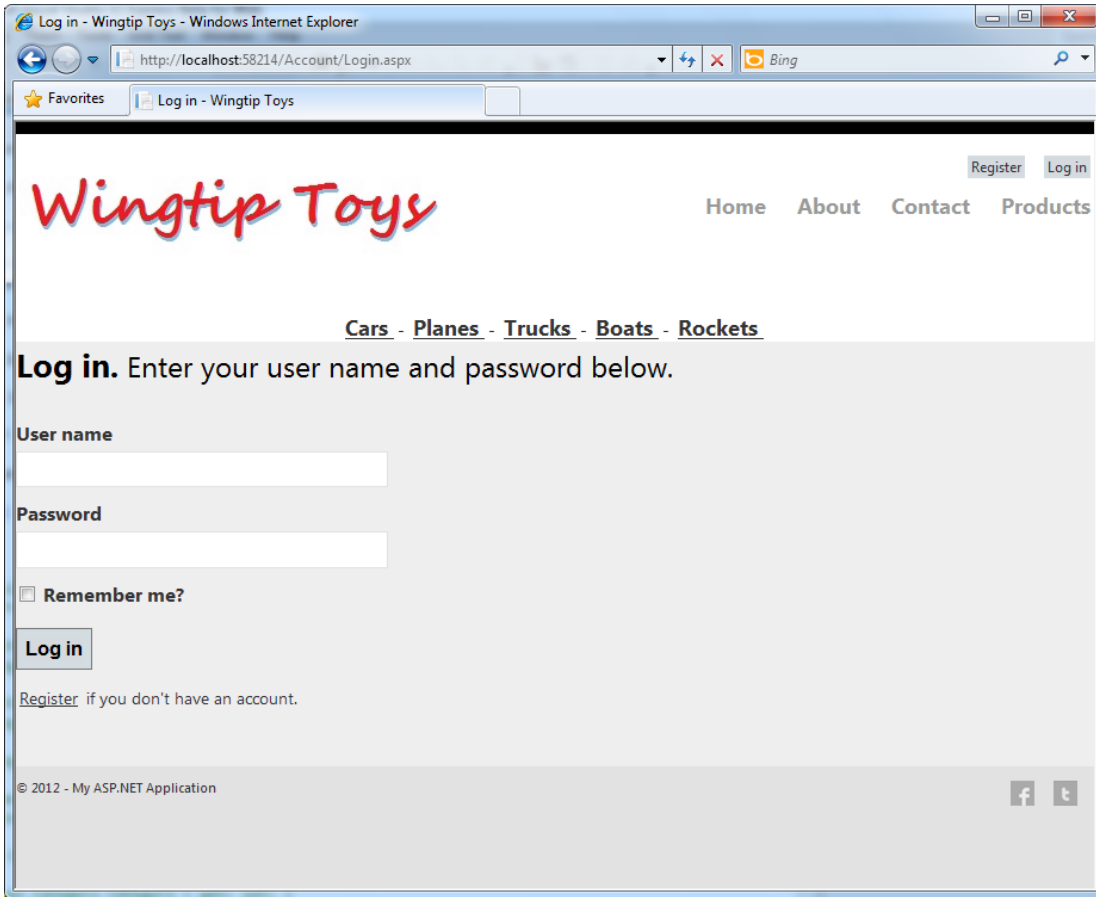 Log in - Wingtip Toys - Windows Internet Explorer
http://localhost:58214/Account/Login.aspx
Bing
Favorites
Log in - Wingtip Toys
Register Log in
Wingtip Toys
Home About Contact Products
Cars - Planes - Trucks - Boats - Rockets
Log in. Enter your user name and password below.
User name
Password
Remember me?
Log in
Register if you don't have an account.
© 2012 - My ASP.NET Application